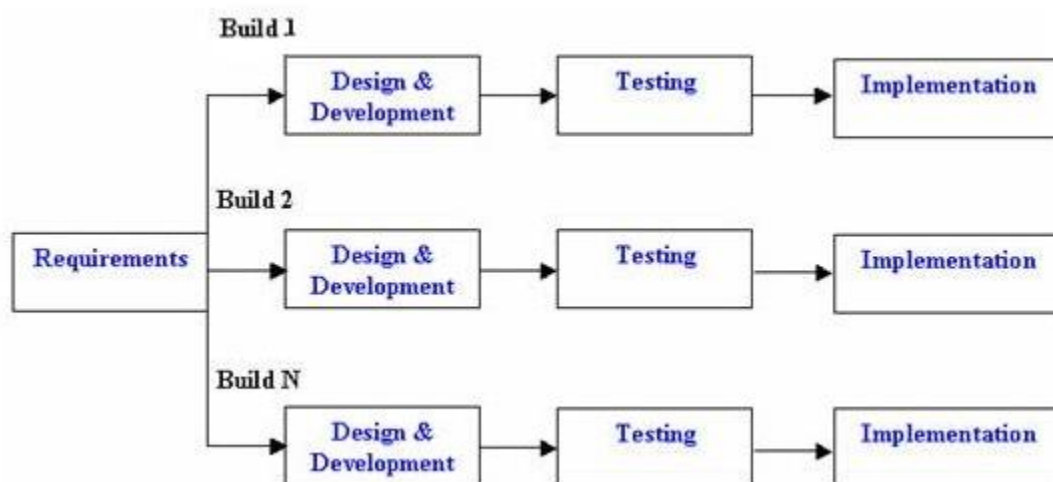 Build 1
Design &
Development
Testing
Implementation
Build 2
Requirements
Design &
Development
Testing
Implementation
Build N
Design &
Development
Testing
Implementation